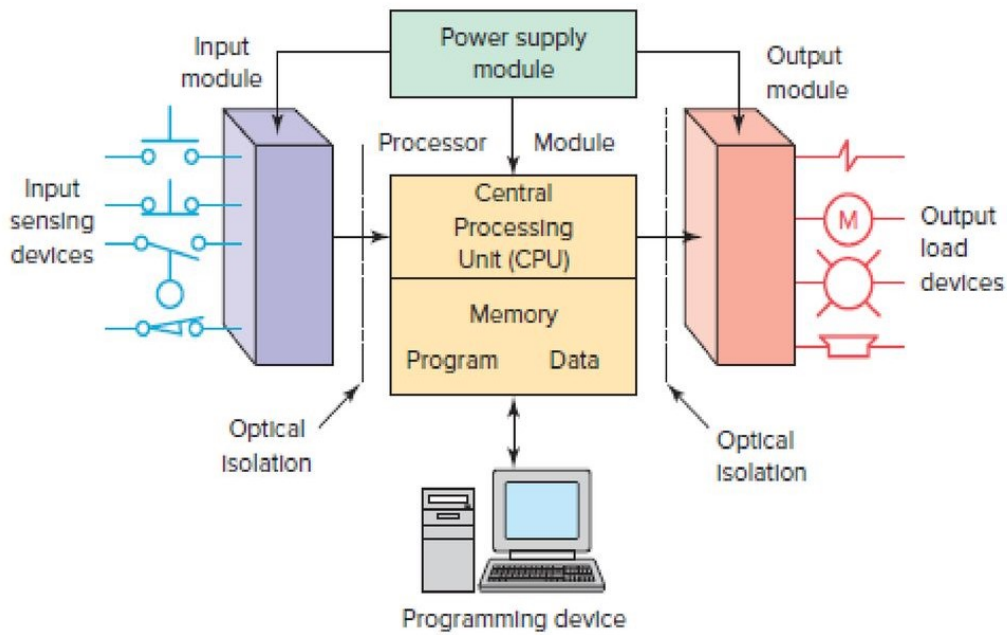 Power supply
module
Input
module
Output
module
Processor Module
Input
sensing
devices
Central
Processing
Unit (CPU)
Memory
Program Data
M
Output
load
devices
Optical
isolation
Optical
isolation
Programming device